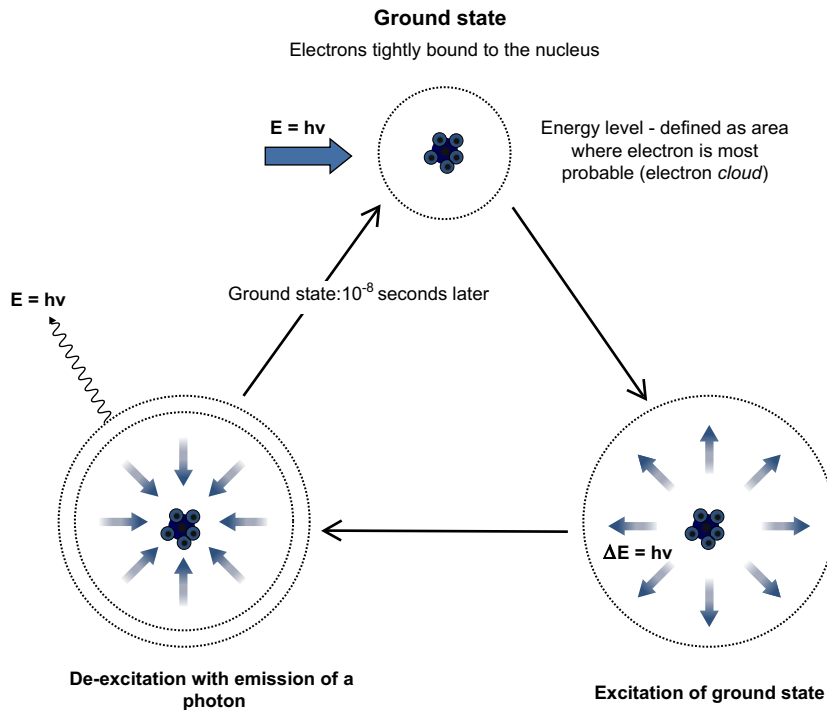 Ground state
Electrons tightly bound to the nucleus
E = hv
Energy level - defined as area
where electron is most
probable (electron cloud)
Ground state:10⁻⁸ seconds later
E = hv
ΔE = hv
De-excitation with emission of a
photon
Excitation of ground state